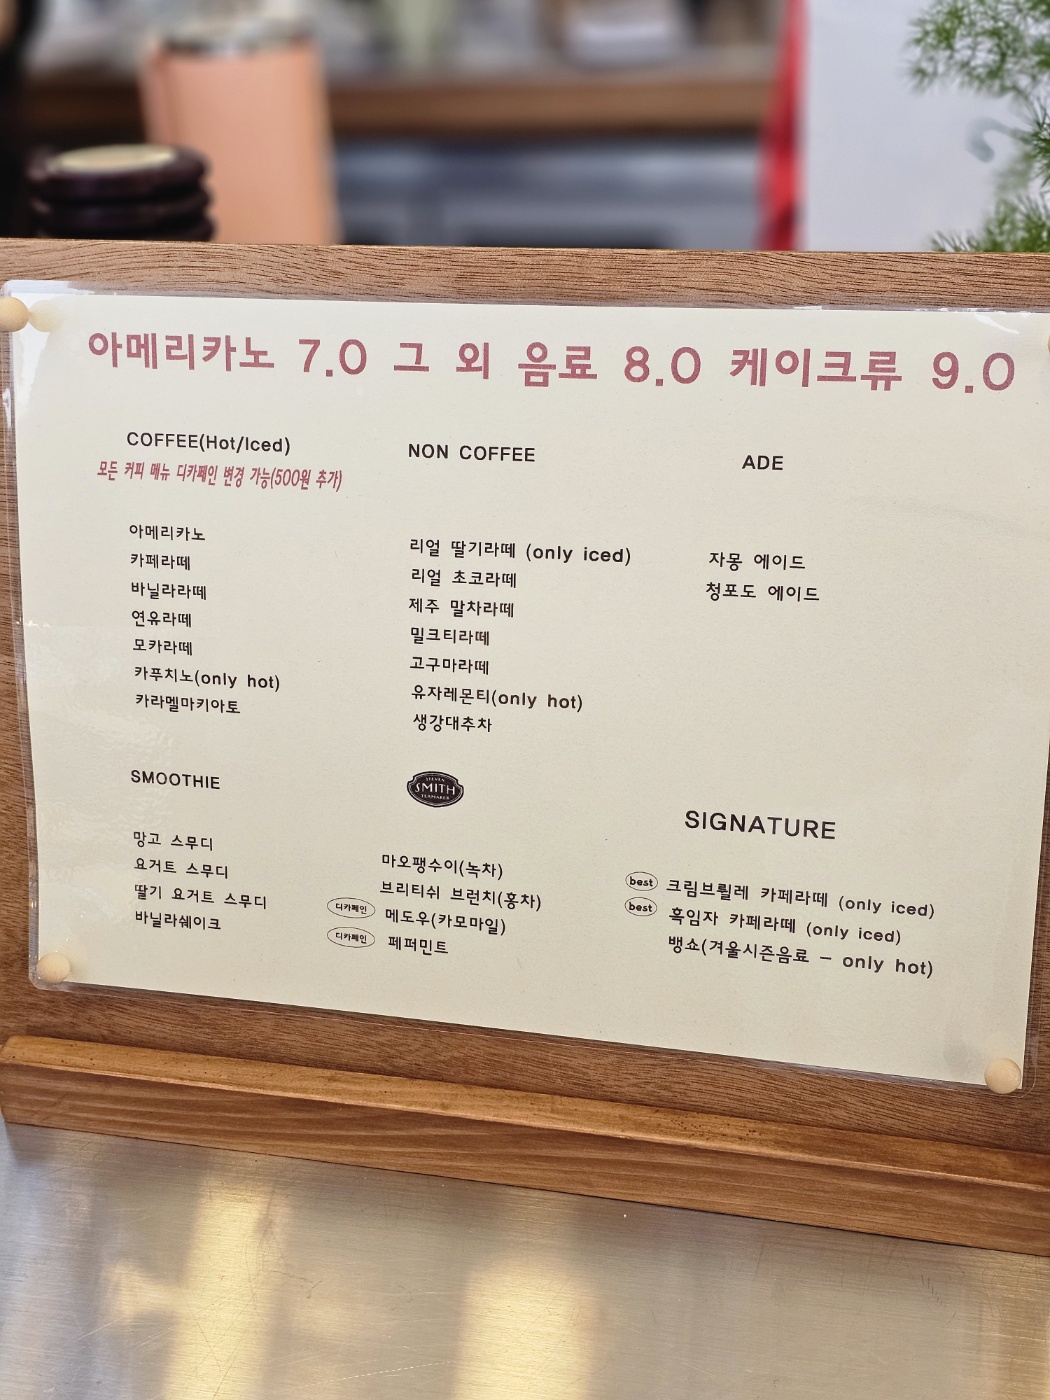 아메리카노 7.0 그 외 음료 8.0 케이크류 9.0
COFFEE(Hot/Iced)
모든 커피 메뉴 디카페인 변경 가능(500원 추가)
아메리카노
카페라떼
바닐라라떼
연유라떼
모카라떼
카푸치노(only hot)
카라멜마키아토
NON COFFEE
리얼 딸기라떼 (only iced)
리얼 초코라떼
제주 말차라떼
밀크티라떼
고구마라떼
유자레몬티(only hot)
생강대추차
ADE
자몽 에이드
청포도 에이드
SMOOTHIE
망고 스무디
요거트 스무디
딸기 요거트 스무디
바닐라쉐이크
STEVEN
SMITH
TEAMAKER
마오팽수이(녹차)
브리티쉬 브런치(홍차)
디카페인 메도우(카모마일)
디카페인 페퍼민트
SIGNATURE
best 크림브륄레 카페라떼 (only iced)
best 흑임자 카페라떼 (only iced)
뱅쇼(겨울시즌음료 - only hot)